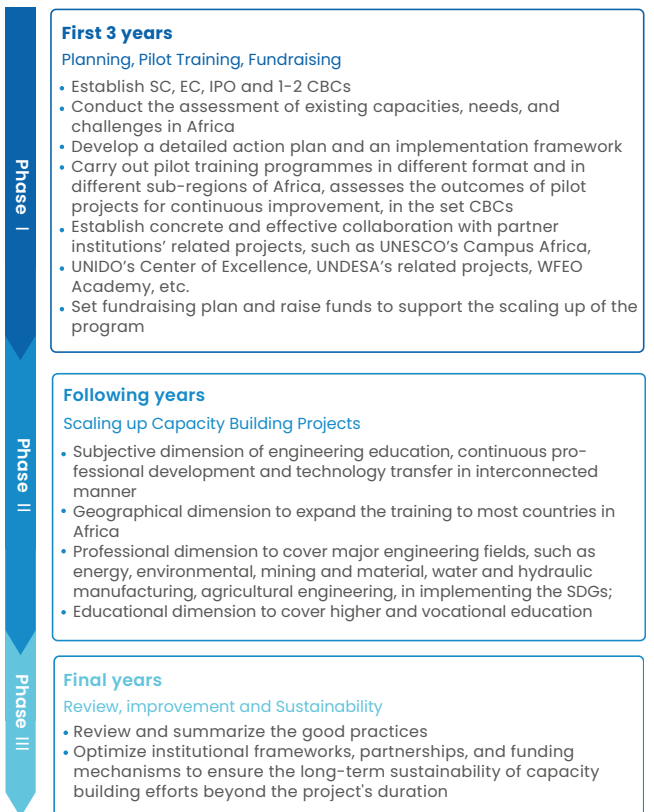 Phase I
First 3 years
Planning, Pilot Training, Fundraising
• Establish SC, EC, IPO and 1-2 CBCs
• Conduct the assessment of existing capacities, needs, and
challenges in Africa
• Develop a detailed action plan and an implementation framework
• Carry out pilot training programmes in different format and in
different sub-regions of Africa, assesses the outcomes of pilot
projects for continuous improvement, in the set CBCs
• Establish concrete and effective collaboration with partner
institutions’ related projects, such as UNESCO’s Campus Africa,
• UNIDO’s Center of Excellence, UNDESA’s related projects, WFEO
Academy, etc.
• Set fundraising plan and raise funds to support the scaling up of the
program
Phase II
Following years
Scaling up Capacity Building Projects
• Subjective dimension of engineering education, continuous pro-
fessional development and technology transfer in interconnected
manner
• Geographical dimension to expand the training to most countries in
Africa
• Professional dimension to cover major engineering fields, such as
energy, environmental, mining and material, water and hydraulic
manufacturing, agricultural engineering, in implementing the SDGs;
• Educational dimension to cover higher and vocational education
Phase III
Final years
Review, improvement and Sustainability
• Review and summarize the good practices
• Optimize institutional frameworks, partnerships, and funding
mechanisms to ensure the long-term sustainability of capacity
building efforts beyond the project's duration